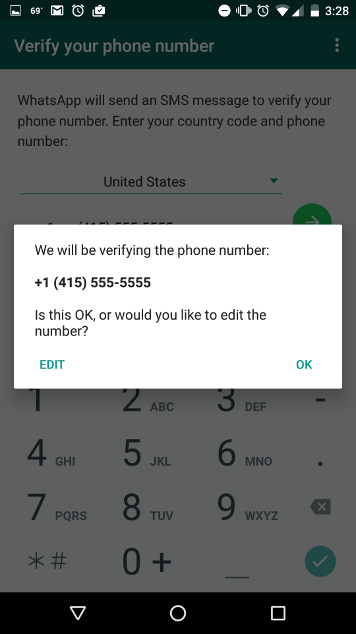 69°
3:28
Verify your phone number
WhatsApp will send an SMS message to verify your
phone number. Enter your country code and phone
number:
United States
We will be verifying the phone number:
+1 (415) 555-5555
Is this OK, or would you like to edit the
number?
EDIT OK
1 2 ABC 3 DEF -
4 GHI 5 JKL 6 MNO .
7 PQRS 8 TUV 9 WXYZ
*# 0 + _